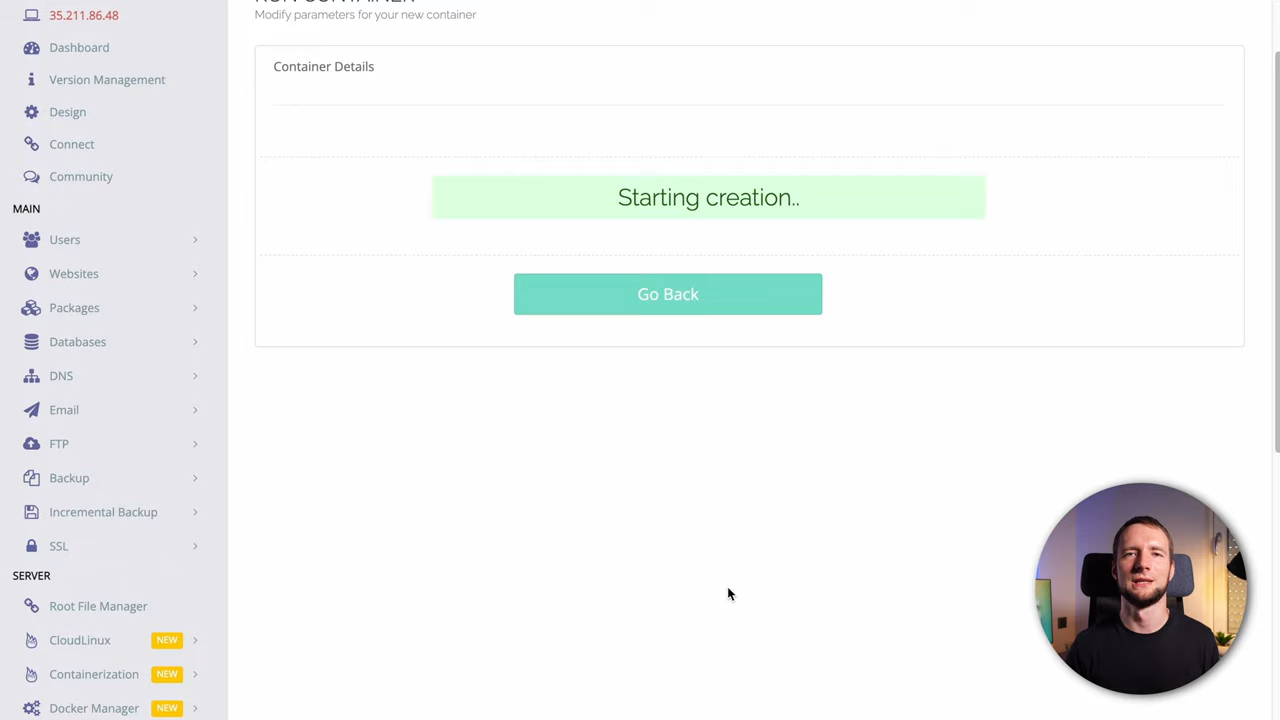 35.211.86.48
Dashboard
Version Management
Design
Connect
Community
MAIN
Users
Websites
Packages
Databases
DNS
Email
FTP
Backup
Incremental Backup
SSL
SERVER
Root File Manager
CloudLinux NEW
Containerization NEW
Docker Manager NEW
RUN CONTAINER
Modify parameters for your new container
Container Details
Starting creation..
Go Back